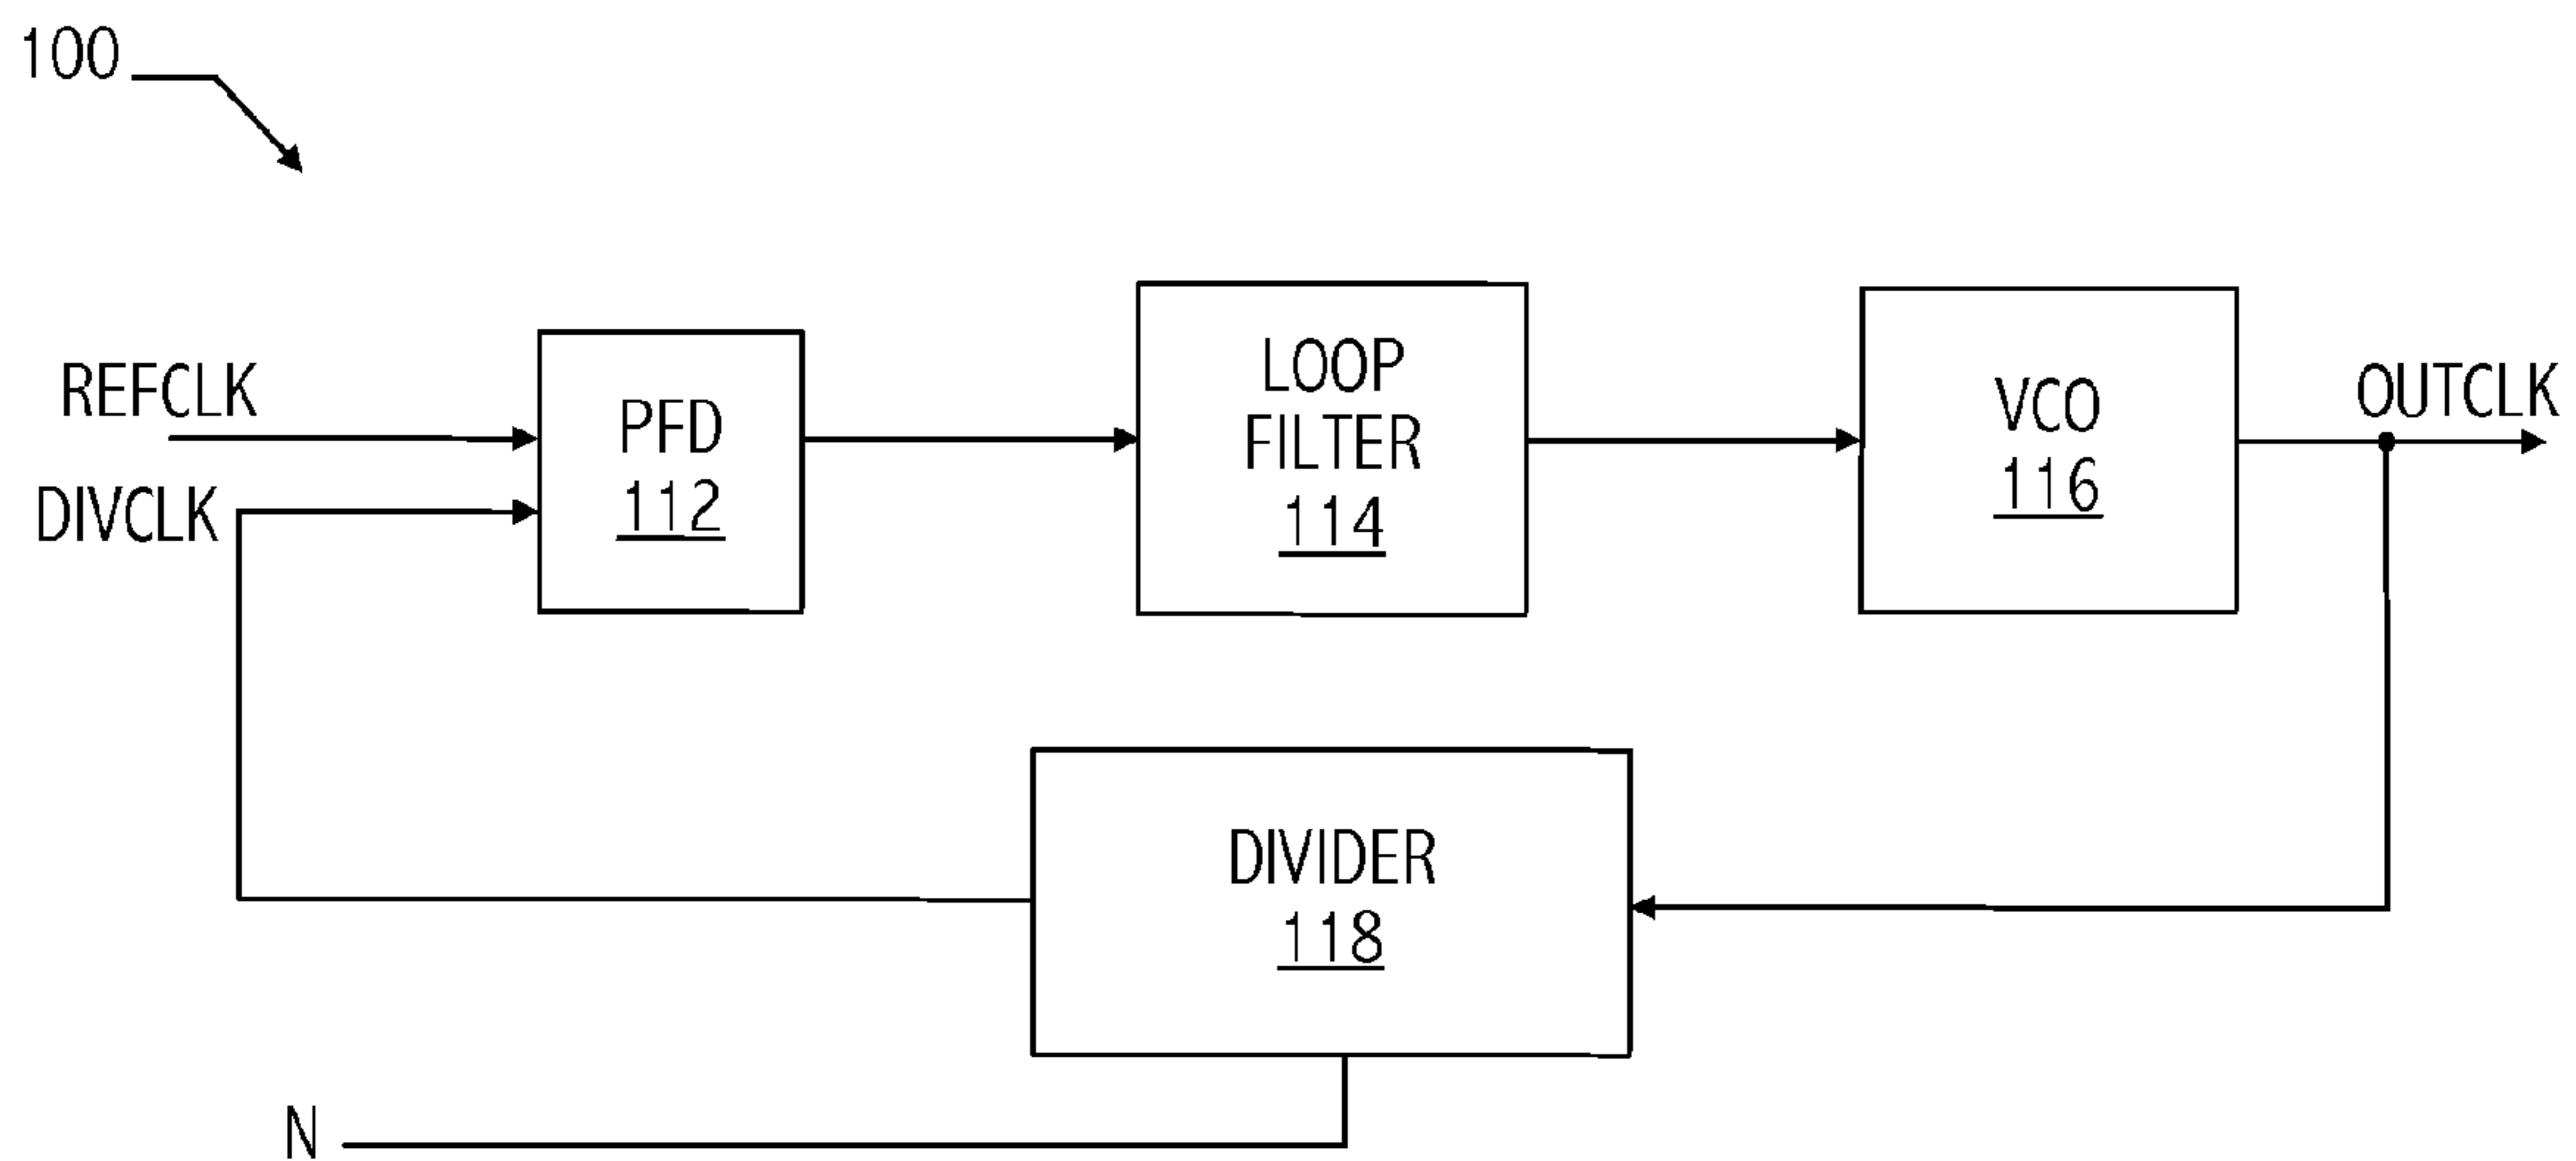 100
REFCLK
DIVCLK
PFD
112
LOOP
FILTER
114
VCO
116
OUTCLK
DIVIDER
118
N